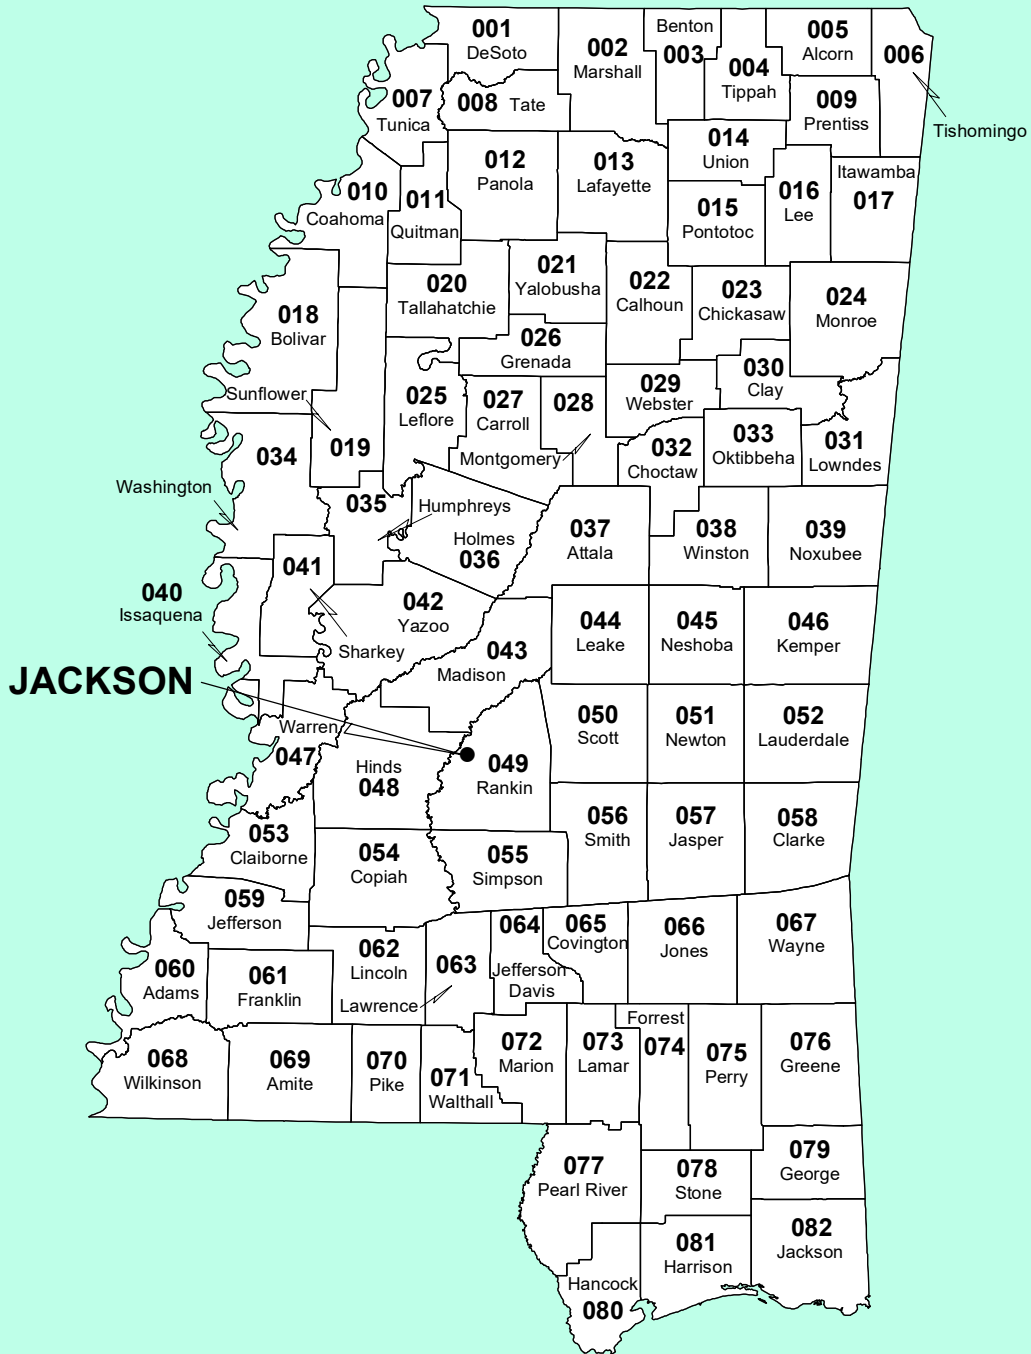 001
DeSoto
002
Marshall
Benton
003
004
Tippah
005
Alcorn
006
Tishomingo
007
Tunica
008 Tate
009
Prentiss
010
Coahoma
011
Quitman
012
Panola
013
Lafayette
014
Union
015
Pontotoc
016
Lee
Itawamba
017
018
Bolivar
Sunflower
019
020
Tallahatchie
021
Yalobusha
022
Calhoun
023
Chickasaw
024
Monroe
025
Leflore
026
Grenada
027
Carroll
028
Montgomery
029
Webster
030
Clay
031
Lowndes
032
Choctaw
033
Oktibbeha
034
Washington
035
Humphreys
Holmes
036
037
Attala
038
Winston
039
Noxubee
040
Issaquena
041
Sharkey
042
Yazoo
043
Madison
044
Leake
045
Neshoba
046
Kemper
JACKSON
Warren
047
Hinds
048
049
Rankin
050
Scott
051
Newton
052
Lauderdale
053
Claiborne
054
Copiah
055
Simpson
056
Smith
057
Jasper
058
Clarke
059
Jefferson
060
Adams
061
Franklin
062
Lincoln
063
Lawrence
064
Jefferson
Davis
065
Covington
066
Jones
067
Wayne
068
Wilkinson
069
Amite
070
Pike
071
Walthall
072
Marion
073
Lamar
Forrest
074
075
Perry
076
Greene
077
Pearl River
078
Stone
079
George
Hancock
080
081
Harrison
082
Jackson